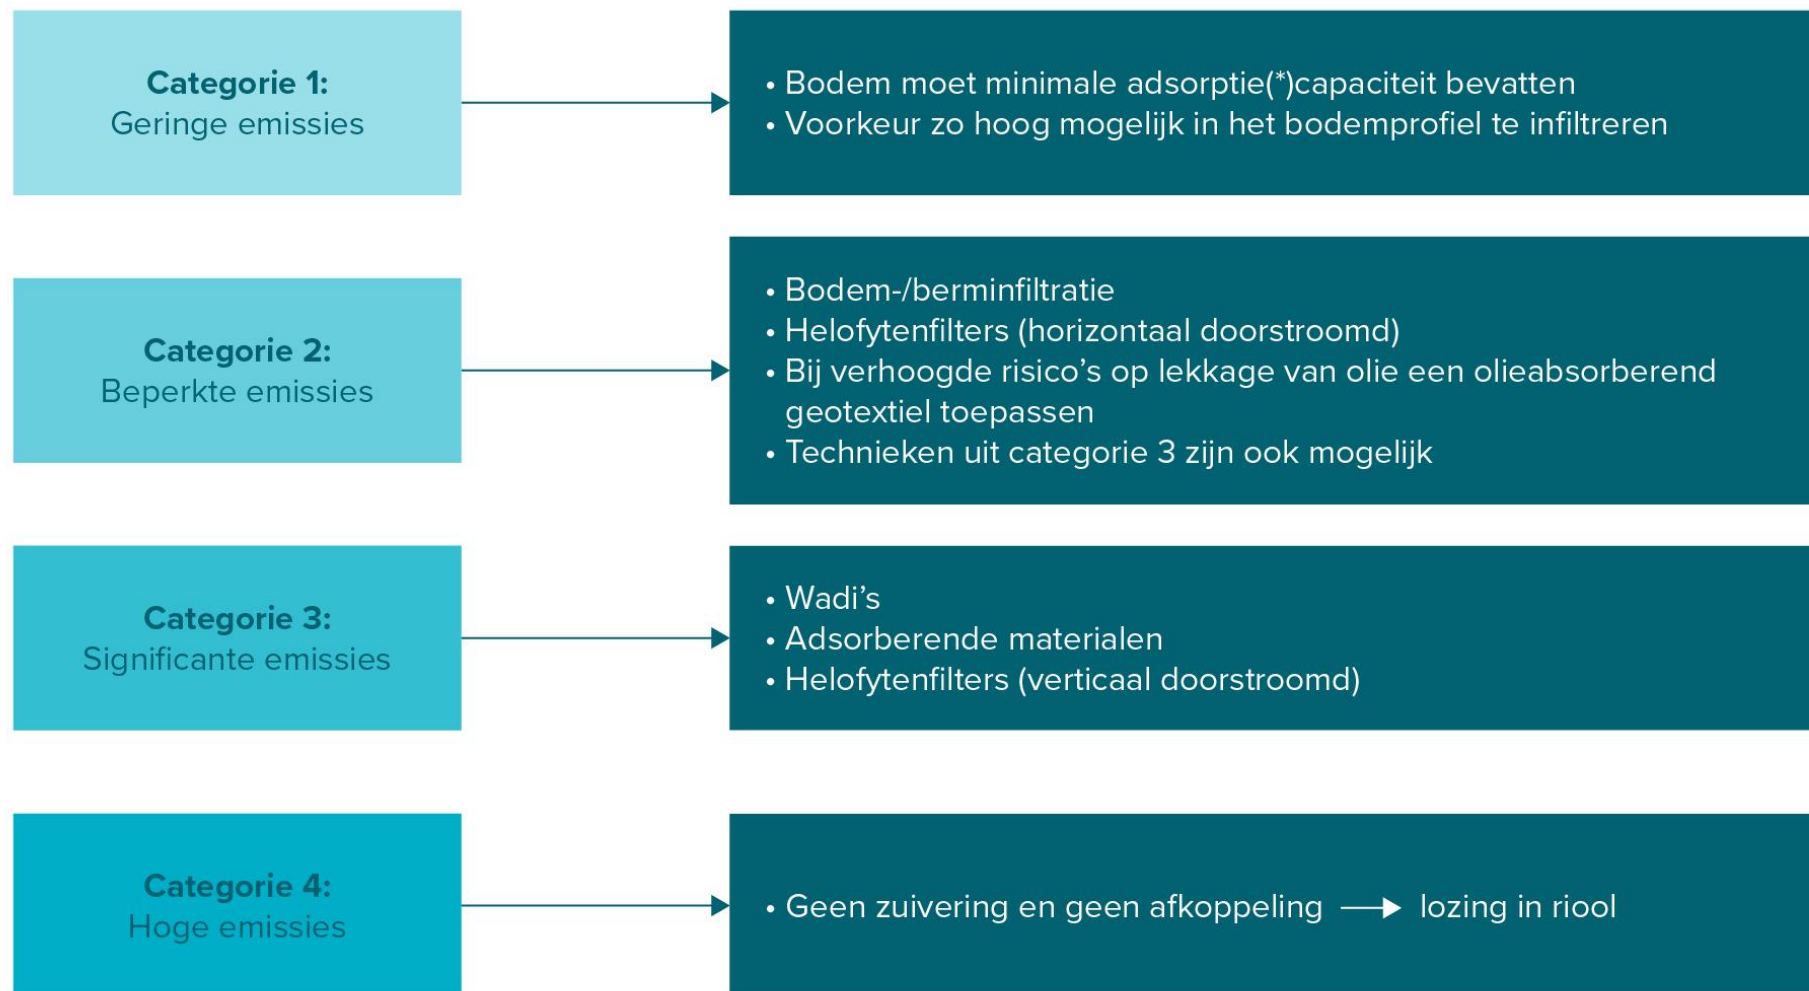 Categorie 1:
Geringe emissies
• Bodem moet minimale adsorptie(*)capaciteit bevatten
• Voorkeur zo hoog mogelijk in het bodemprofiel te infiltreren
Categorie 2:
Beperkte emissies
• Bodem-/berminfiltratie
• Helofytenfilters (horizontaal doorstroomd)
• Bij verhoogde risico’s op lekkage van olie een olieabsorberend
geotextiel toepassen
• Technieken uit categorie 3 zijn ook mogelijk
Categorie 3:
Significante emissies
• Wadi’s
• Adsorberende materialen
• Helofytenfilters (verticaal doorstroomd)
Categorie 4:
Hoge emissies
• Geen zuivering en geen afkoppeling → lozing in riool